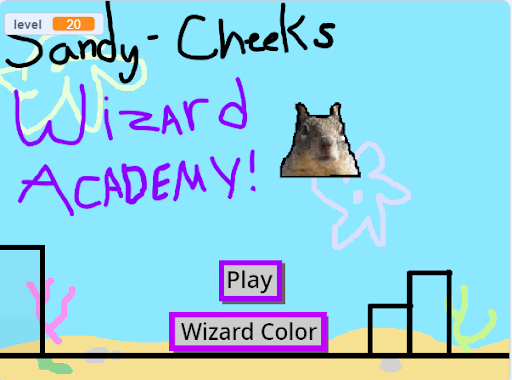 level 20
Sandy-Cheeks
Wizard
ACADEMY!
Play
Wizard Color